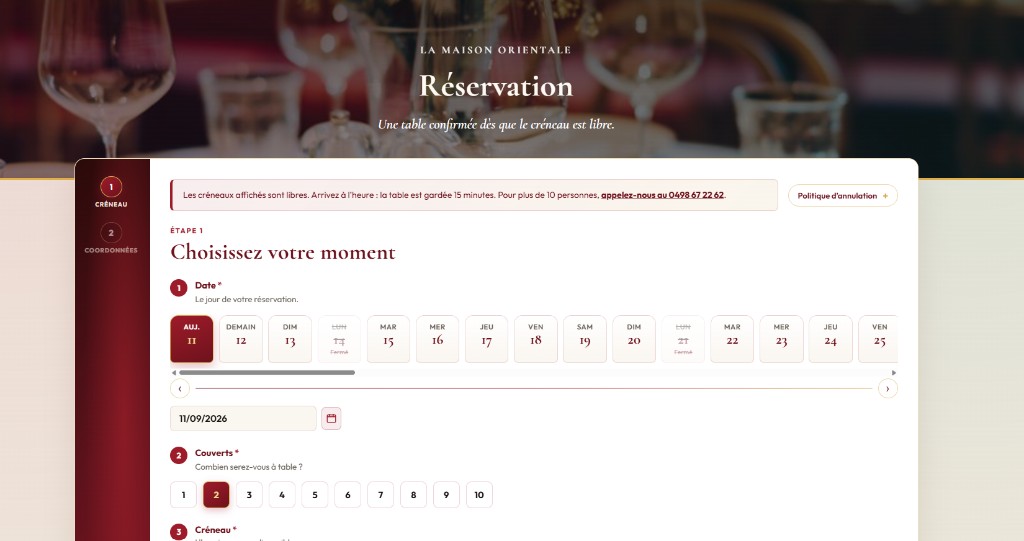 LA MAISON ORIENTALE
Réservation
Une table confirmée dès que le créneau est libre.
1
CRÉNEAU
2
COORDONNÉES
Les créneaux affichés sont libres. Arrivez à l'heure : la table est gardée 15 minutes. Pour plus de 10 personnes, appelez-nous au 0498 67 22 62.
Politique d'annulation +
ÉTAPE 1
Choisissez votre moment
1 Date *
Le jour de votre réservation.
AUJ. DEMAIN DIM LUN MAR MER JEU VEN SAM DIM LUN MAR MER JEU VEN
11 12 13 14 15 16 17 18 19 20 21 22 23 24 25
Fermé Fermé
‹ ›
11/09/2026
2 Couverts *
Combien serez-vous à table ?
1 2 3 4 5 6 7 8 9 10
3 Créneau *